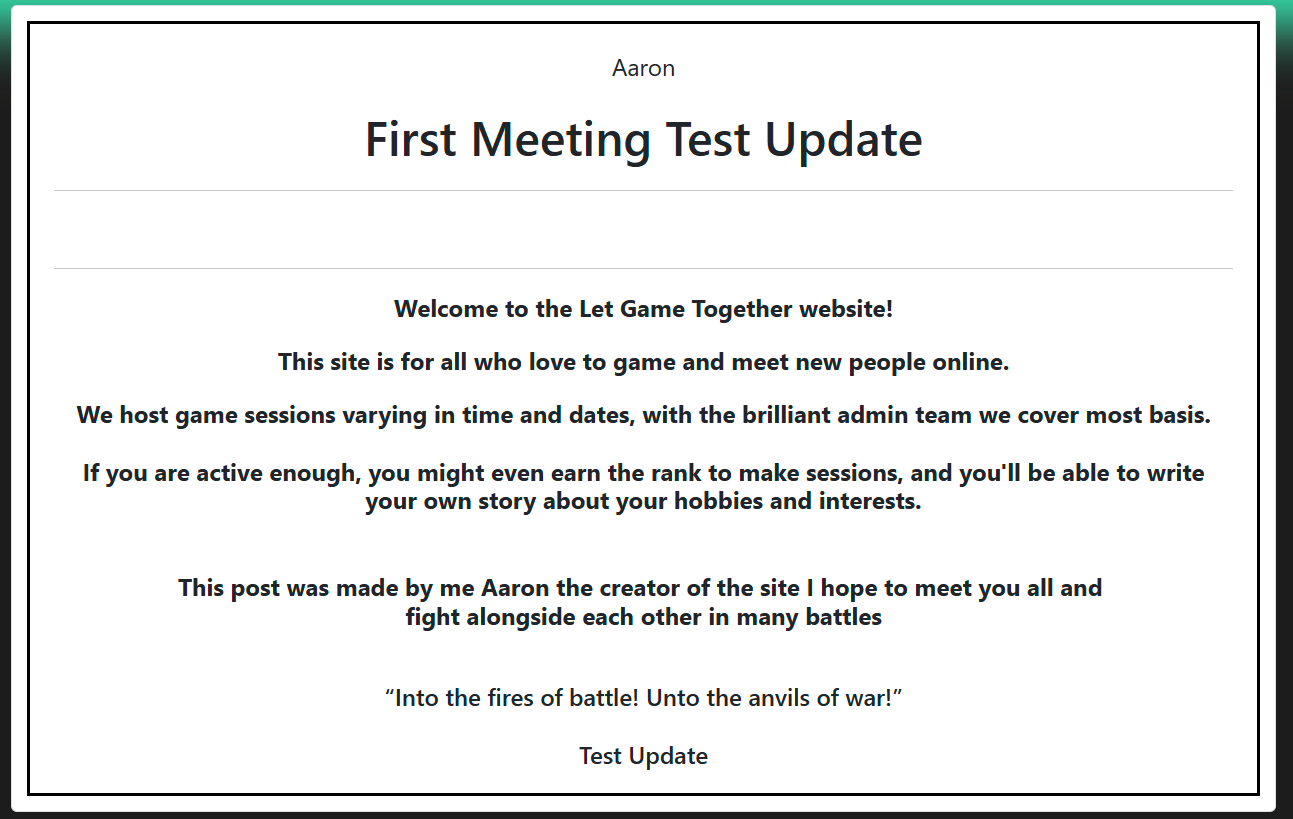 Aaron
First Meeting Test Update
Welcome to the Let Game Together website!
This site is for all who love to game and meet new people online.
We host game sessions varying in time and dates, with the brilliant admin team we cover most basis.
If you are active enough, you might even earn the rank to make sessions, and you'll be able to write
your own story about your hobbies and interests.
This post was made by me Aaron the creator of the site I hope to meet you all and
fight alongside each other in many battles
“Into the fires of battle! Unto the anvils of war!”
Test Update